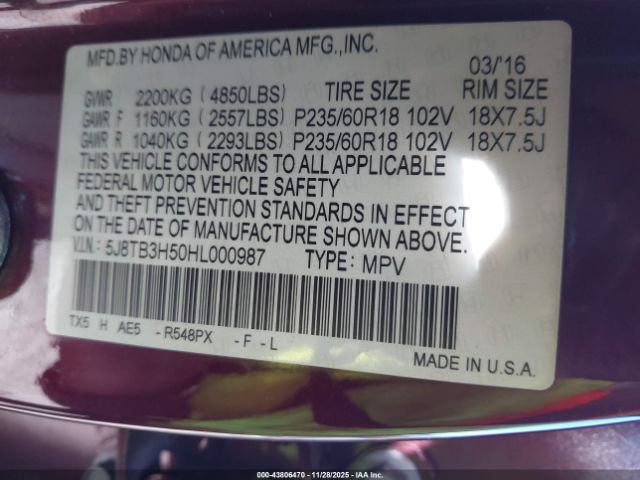 MFD.BY HONDA OF AMERICA MFG.,INC. 03/'16
GVWR 2200KG (4850LBS) TIRE SIZE RIM SIZE
GAWR F 1160KG (2557LBS) P235/60R18 102V 18X7.5J
GAWR R 1040KG (2293LBS) P235/60R18 102V 18X7.5J
THIS VEHICLE CONFORMS TO ALL APPLICABLE
FEDERAL MOTOR VEHICLE SAFETY
AND THEFT PREVENTION STANDARDS IN EFFECT
ON THE DATE OF MANUFACTURE SHOWN ABOVE.
V.I.N.: 5J8TB3H50HL000987 TYPE: MPV
TX5 H AE5 -R548PX -F-L
MADE IN U.S.A.
000-43806470 — 11/28/2025 — IAA Inc.